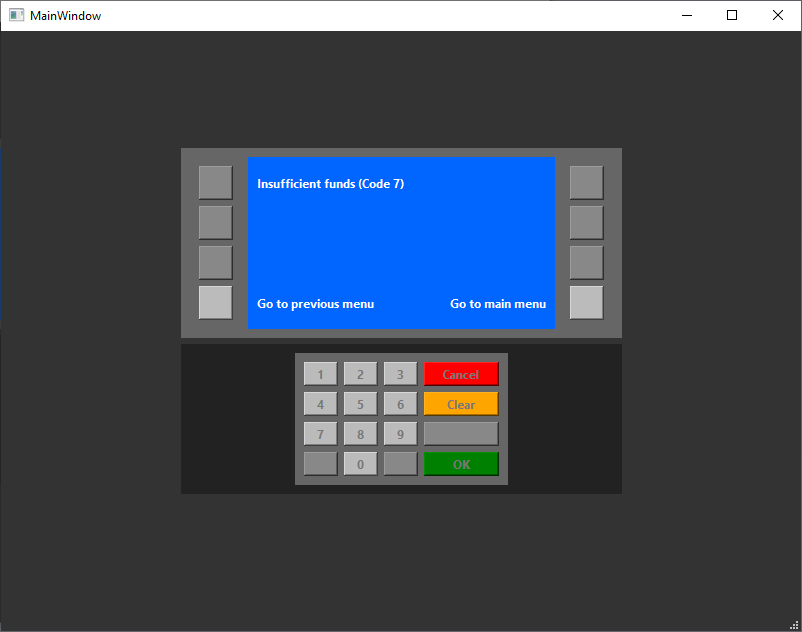 MainWindow
Insufficient funds (Code 7)
Go to previous menu Go to main menu
1 2 3 Cancel
4 5 6 Clear
7 8 9
0 OK